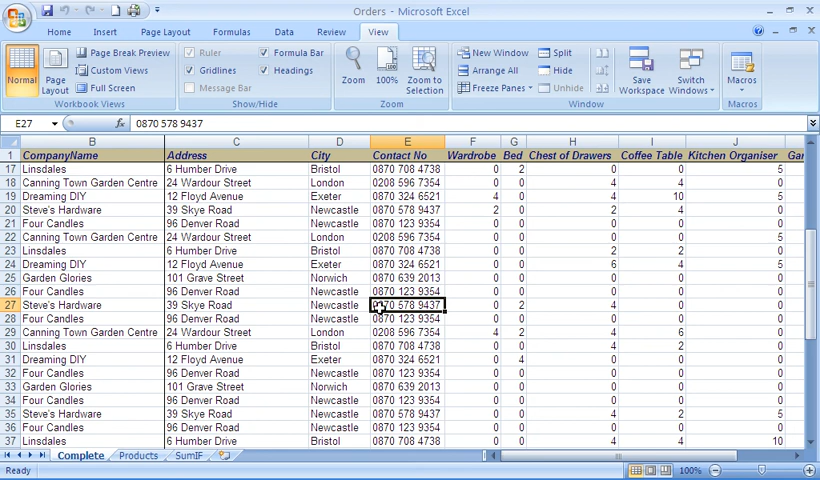 Orders - Microsoft Excel
Home Insert Page Layout Formulas Data Review View
Normal
Page Layout
Page Break Preview
Custom Views
Full Screen
Workbook Views
Ruler
Formula Bar
Gridlines
Headings
Message Bar
Show/Hide
Zoom
100%
Zoom to Selection
Zoom
New Window
Arrange All
Freeze Panes
Split
Hide
Unhide
Save Workspace
Switch Windows
Window
Macros
Macros
E27 fx 0870 578 9437
B C D E F G H I J
1 CompanyName Address City Contact No Wardrobe Bed Chest of Drawers Coffee Table Kitchen Organiser Gar
17 Linsdales 6 Humber Drive Bristol 0870 708 4738 0 2 0 0 5
18 Canning Town Garden Centre 24 Wardour Street London 0208 596 7354 0 0 4 4 0
19 Dreaming DIY 12 Floyd Avenue Exeter 0870 324 6521 4 0 4 10 5
20 Steve's Hardware 39 Skye Road Newcastle 0870 578 9437 2 0 2 4 0
21 Four Candles 96 Denver Road Newcastle 0870 123 9354 0 0 0 0 0
22 Canning Town Garden Centre 24 Wardour Street London 0208 596 7354 0 0 0 0 5
23 Linsdales 6 Humber Drive Bristol 0870 708 4738 0 0 2 2 0
24 Dreaming DIY 12 Floyd Avenue Exeter 0870 324 6521 0 0 6 4 5
25 Garden Glories 101 Grave Street Norwich 0870 639 2013 0 0 0 0 0
26 Four Candles 96 Denver Road Newcastle 0870 123 9354 0 0 0 0 0
27 Steve's Hardware 39 Skye Road Newcastle 0870 578 9437 0 2 4 0 0
28 Four Candles 96 Denver Road Newcastle 0870 123 9354 0 0 0 0 0
29 Canning Town Garden Centre 24 Wardour Street London 0208 596 7354 4 2 4 6 0
30 Linsdales 6 Humber Drive Bristol 0870 708 4738 0 0 4 2 0
31 Dreaming DIY 12 Floyd Avenue Exeter 0870 324 6521 0 4 0 0 0
32 Four Candles 96 Denver Road Newcastle 0870 123 9354 0 0 0 0 0
33 Garden Glories 101 Grave Street Norwich 0870 639 2013 0 0 0 0 0
34 Four Candles 96 Denver Road Newcastle 0870 123 9354 0 0 0 0 0
35 Steve's Hardware 39 Skye Road Newcastle 0870 578 9437 0 0 4 2 5
36 Four Candles 96 Denver Road Newcastle 0870 123 9354 0 0 0 0 0
37 Linsdales 6 Humber Drive Bristol 0870 708 4738 0 0 4 4 10
Complete Products SumIF
Ready 100%